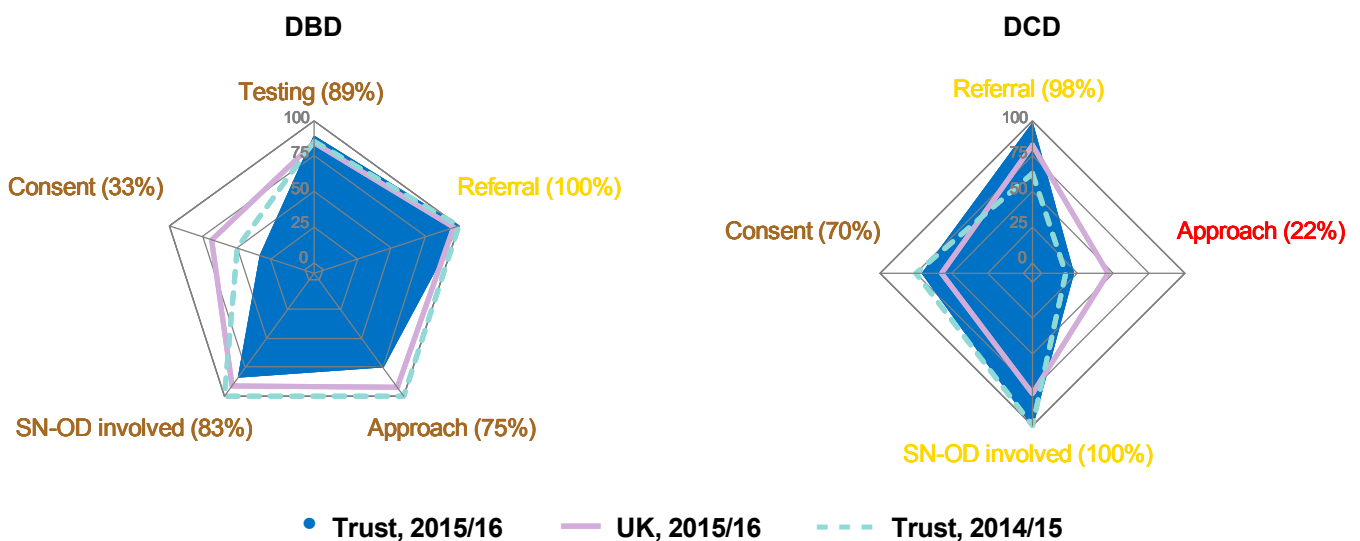 DBD
Testing (89%)
100
75
50
25
0
Consent (33%)
Referral (100%)
SN-OD involved (83%)
Approach (75%)
DCD
Referral (98%)
100
75
50
25
0
Consent (70%)
Approach (22%)
SN-OD involved (100%)
Trust, 2015/16
UK, 2015/16
Trust, 2014/15